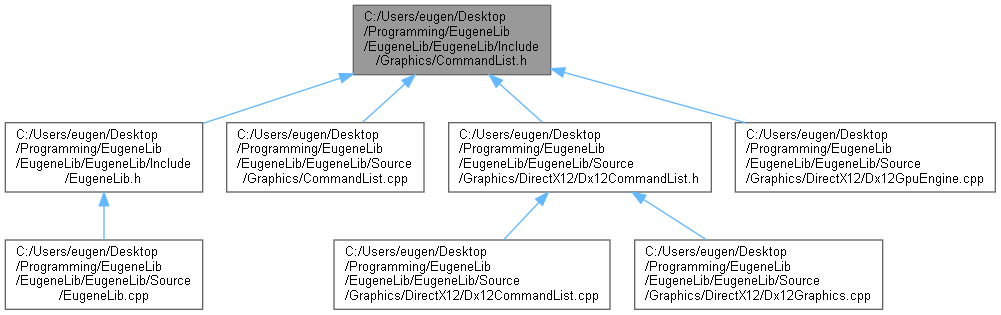 C:/Users/eugen/Desktop
/Programming/EugeneLib
/EugeneLib/EugeneLib/Include
/Graphics/CommandList.h
C:/Users/eugen/Desktop
/Programming/EugeneLib
/EugeneLib/EugeneLib/Include
/EugeneLib.h
C:/Users/eugen/Desktop
/Programming/EugeneLib
/EugeneLib/EugeneLib/Source
/Graphics/CommandList.cpp
C:/Users/eugen/Desktop
/Programming/EugeneLib
/EugeneLib/EugeneLib/Source
/Graphics/DirectX12/Dx12CommandList.h
C:/Users/eugen/Desktop
/Programming/EugeneLib
/EugeneLib/EugeneLib/Source
/Graphics/DirectX12/Dx12GpuEngine.cpp
C:/Users/eugen/Desktop
/Programming/EugeneLib
/EugeneLib/EugeneLib/Source
/EugeneLib.cpp
C:/Users/eugen/Desktop
/Programming/EugeneLib
/EugeneLib/EugeneLib/Source
/Graphics/DirectX12/Dx12CommandList.cpp
C:/Users/eugen/Desktop
/Programming/EugeneLib
/EugeneLib/EugeneLib/Source
/Graphics/DirectX12/Dx12Graphics.cpp